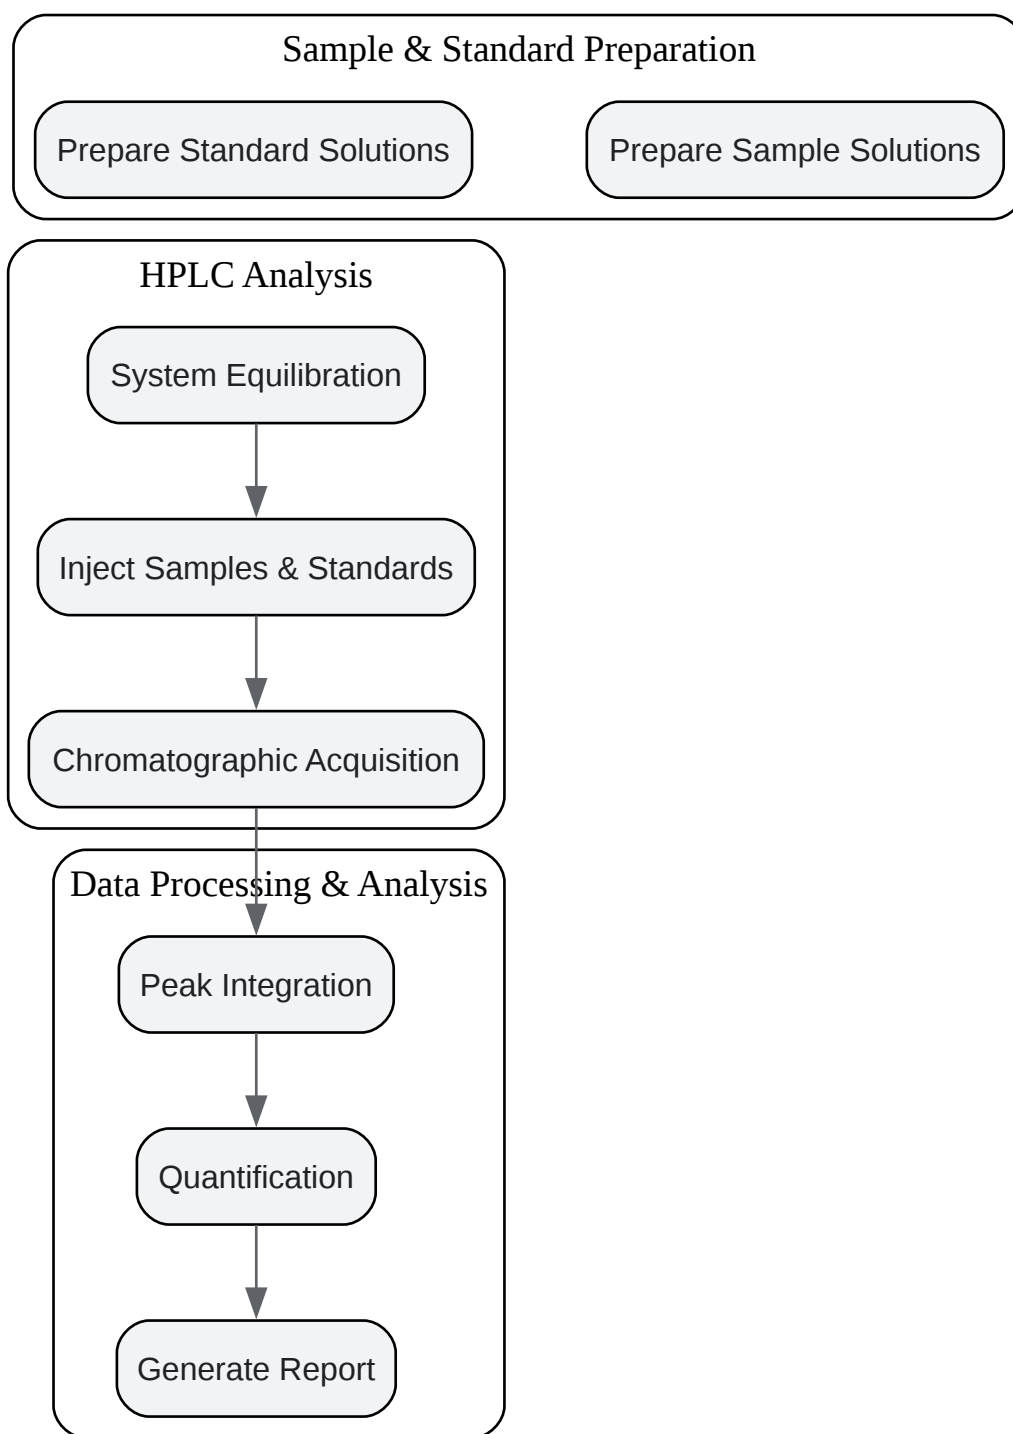 Sample & Standard Preparation
Prepare Standard Solutions
Prepare Sample Solutions
HPLC Analysis
System Equilibration
Inject Samples & Standards
Chromatographic Acquisition
Data Processing & Analysis
Peak Integration
Quantification
Generate Report